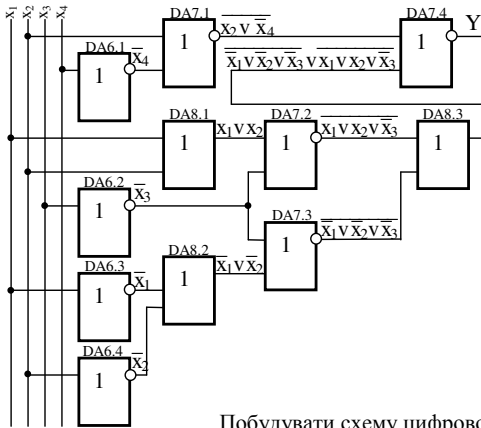 x₁ x₂ x₃ x₄
DA7.1
1
x₂ v x̅₄
DA7.4
1
Y
DA6.1
1
x̅₄
x̅₁ v x̅₂ v x̅₃ v x₁ v x₂ v x̅₃
DA8.1
1
x₁ v x₂
DA7.2
1
x₁ v x₂ v x̅₃
DA8.3
1
DA6.2
1
x̅₃
DA7.3
1
x̅₁ v x̅₂ v x̅₃
DA8.2
1
x̅₁ v x̅₂
DA6.3
1
x̅₁
DA6.4
1
x̅₂
Побудувати схему цифрово